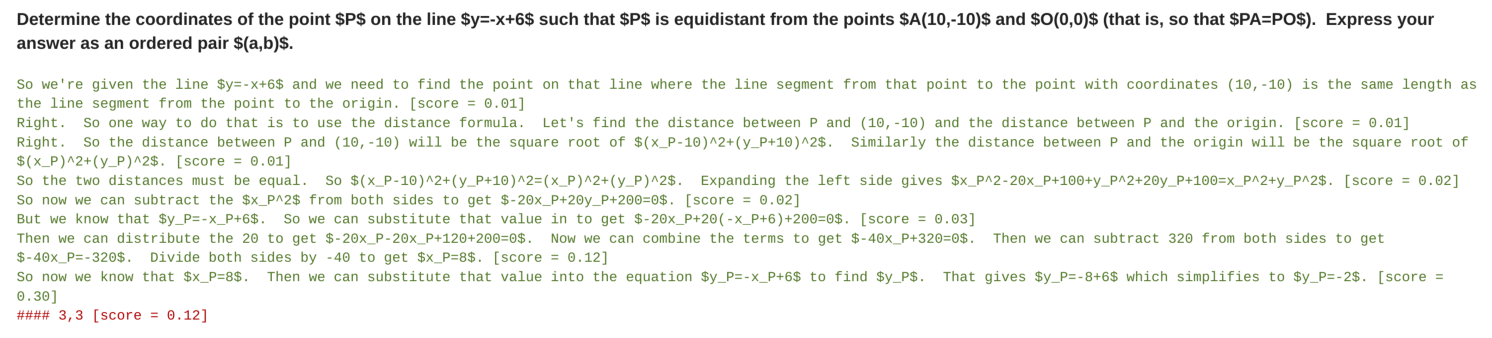 Determine the coordinates of the point $P$ on the line $y=-x+6$ such that $P$ is equidistant from the points $A(10,-10)$ and $O(0,0)$ (that is, so that $PA=PO$).  Express your
answer as an ordered pair $(a,b)$.
So we're given the line $y=-x+6$ and we need to find the point on that line where the line segment from that point to the point with coordinates (10,-10) is the same length as
the line segment from the point to the origin. [score = 0.01]
Right.  So one way to do that is to use the distance formula.  Let's find the distance between P and (10,-10) and the distance between P and the origin. [score = 0.01]
Right.  So the distance between P and (10,-10) will be the square root of $(x_P-10)^2+(y_P+10)^2$.  Similarly the distance between P and the origin will be the square root of
$(x_P)^2+(y_P)^2$. [score = 0.01]
So the two distances must be equal.  So $(x_P-10)^2+(y_P+10)^2=(x_P)^2+(y_P)^2$.  Expanding the left side gives $x_P^2-20x_P+100+y_P^2+20y_P+100=x_P^2+y_P^2$. [score = 0.02]
So now we can subtract the $x_P^2$ from both sides to get $-20x_P+20y_P+200=0$. [score = 0.02]
But we know that $y_P=-x_P+6$.  So we can substitute that value in to get $-20x_P+20(-x_P+6)+200=0$. [score = 0.03]
Then we can distribute the 20 to get $-20x_P-20x_P+120+200=0$.  Now we can combine the terms to get $-40x_P+320=0$.  Then we can subtract 320 from both sides to get
$-40x_P=-320$.  Divide both sides by -40 to get $x_P=8$. [score = 0.12]
So now we know that $x_P=8$.  Then we can substitute that value into the equation $y_P=-x_P+6$ to find $y_P$.  That gives $y_P=-8+6$ which simplifies to $y_P=-2$. [score =
0.30]
#### 3,3 [score = 0.12]